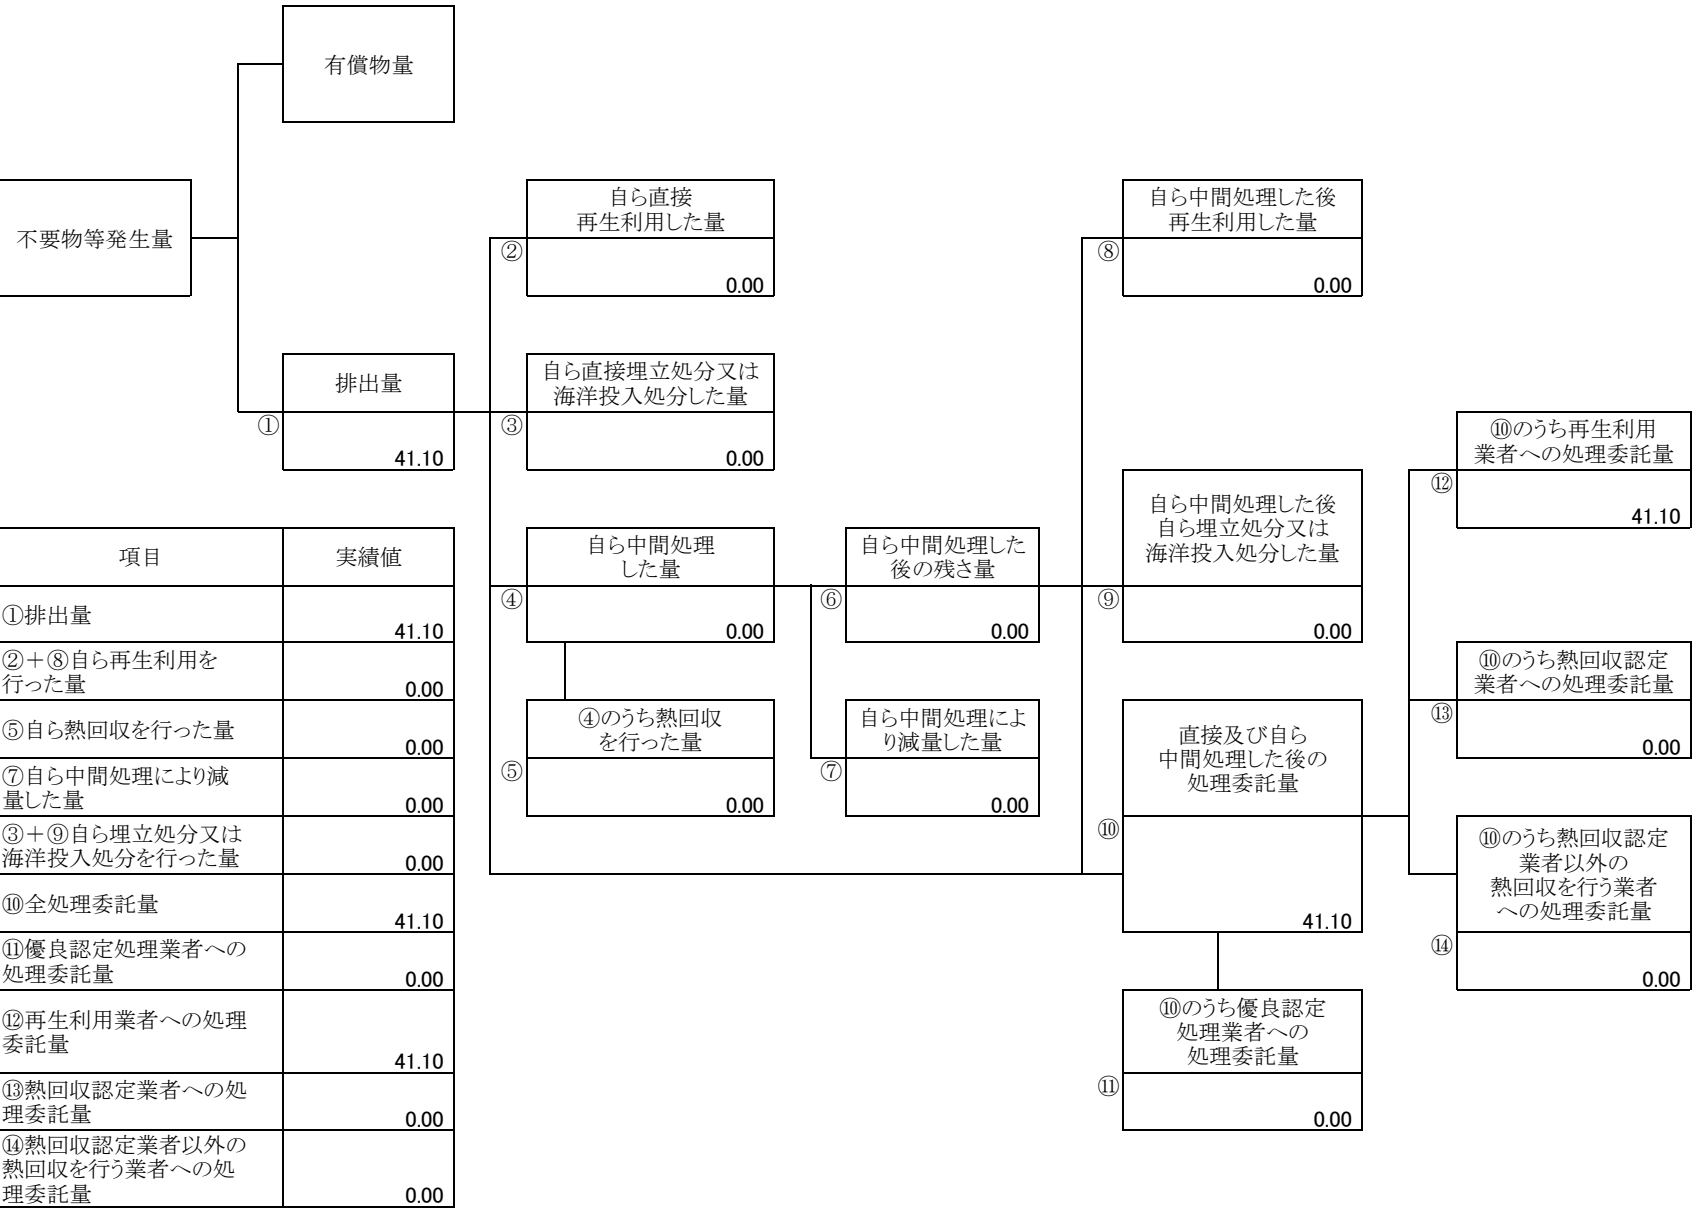 有償物量
不要物等発生量
排出量
①
41.10
自ら直接
再生利用した量
②
0.00
自ら直接埋立処分又は
海洋投入処分した量
③
0.00
自ら中間処理
した量
④
0.00
④のうち熱回収
を行った量
⑤
0.00
自ら中間処理した
後の残さ量
⑥
0.00
自ら中間処理によ
り減量した量
⑦
0.00
自ら中間処理した後
再生利用した量
⑧
0.00
自ら中間処理した後
自ら埋立処分又は
海洋投入処分した量
⑨
0.00
直接及び自ら
中間処理した後の
処理委託量
⑩
41.10
⑩のうち優良認定
処理業者への
処理委託量
⑪
0.00
⑩のうち再生利用
業者への処理委託量
⑫
41.10
⑩のうち熱回収認定
業者への処理委託量
⑬
0.00
⑩のうち熱回収認定
業者以外の
熱回収を行う業者
への処理委託量
⑭
0.00
項目 実績値
①排出量
41.10
②+⑧自ら再生利用を
行った量
0.00
⑤自ら熱回収を行った量
0.00
⑦自ら中間処理により減
量した量
0.00
③+⑨自ら埋立処分又は
海洋投入処分を行った量
0.00
⑩全処理委託量
41.10
⑪優良認定処理業者への
処理委託量
0.00
⑫再生利用業者への処理
委託量
41.10
⑬熱回収認定業者への処
理委託量
0.00
⑭熱回収認定業者以外の
熱回収を行う業者への処
理委託量
0.00